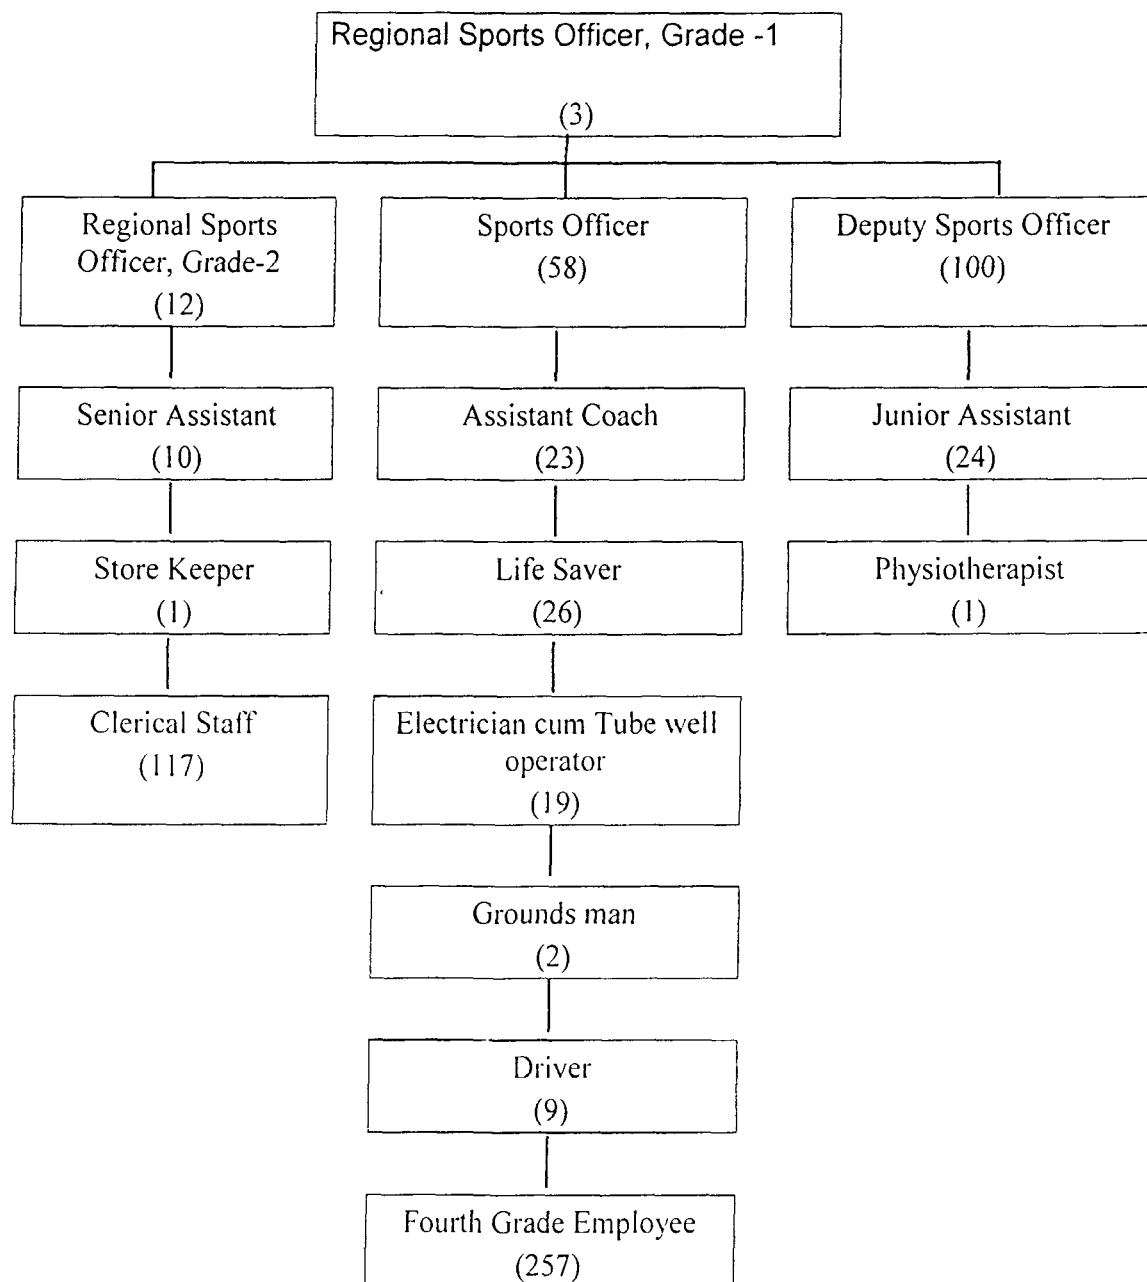 Regional Sports Officer, Grade -1
(3)
Regional Sports
Officer, Grade-2
(12)
Sports Officer
(58)
Deputy Sports Officer
(100)
Senior Assistant
(10)
Assistant Coach
(23)
Junior Assistant
(24)
Store Keeper
(1)
Life Saver
(26)
Physiotherapist
(1)
Clerical Staff
(117)
Electrician cum Tube well
operator
(19)
Grounds man
(2)
Driver
(9)
Fourth Grade Employee
(257)